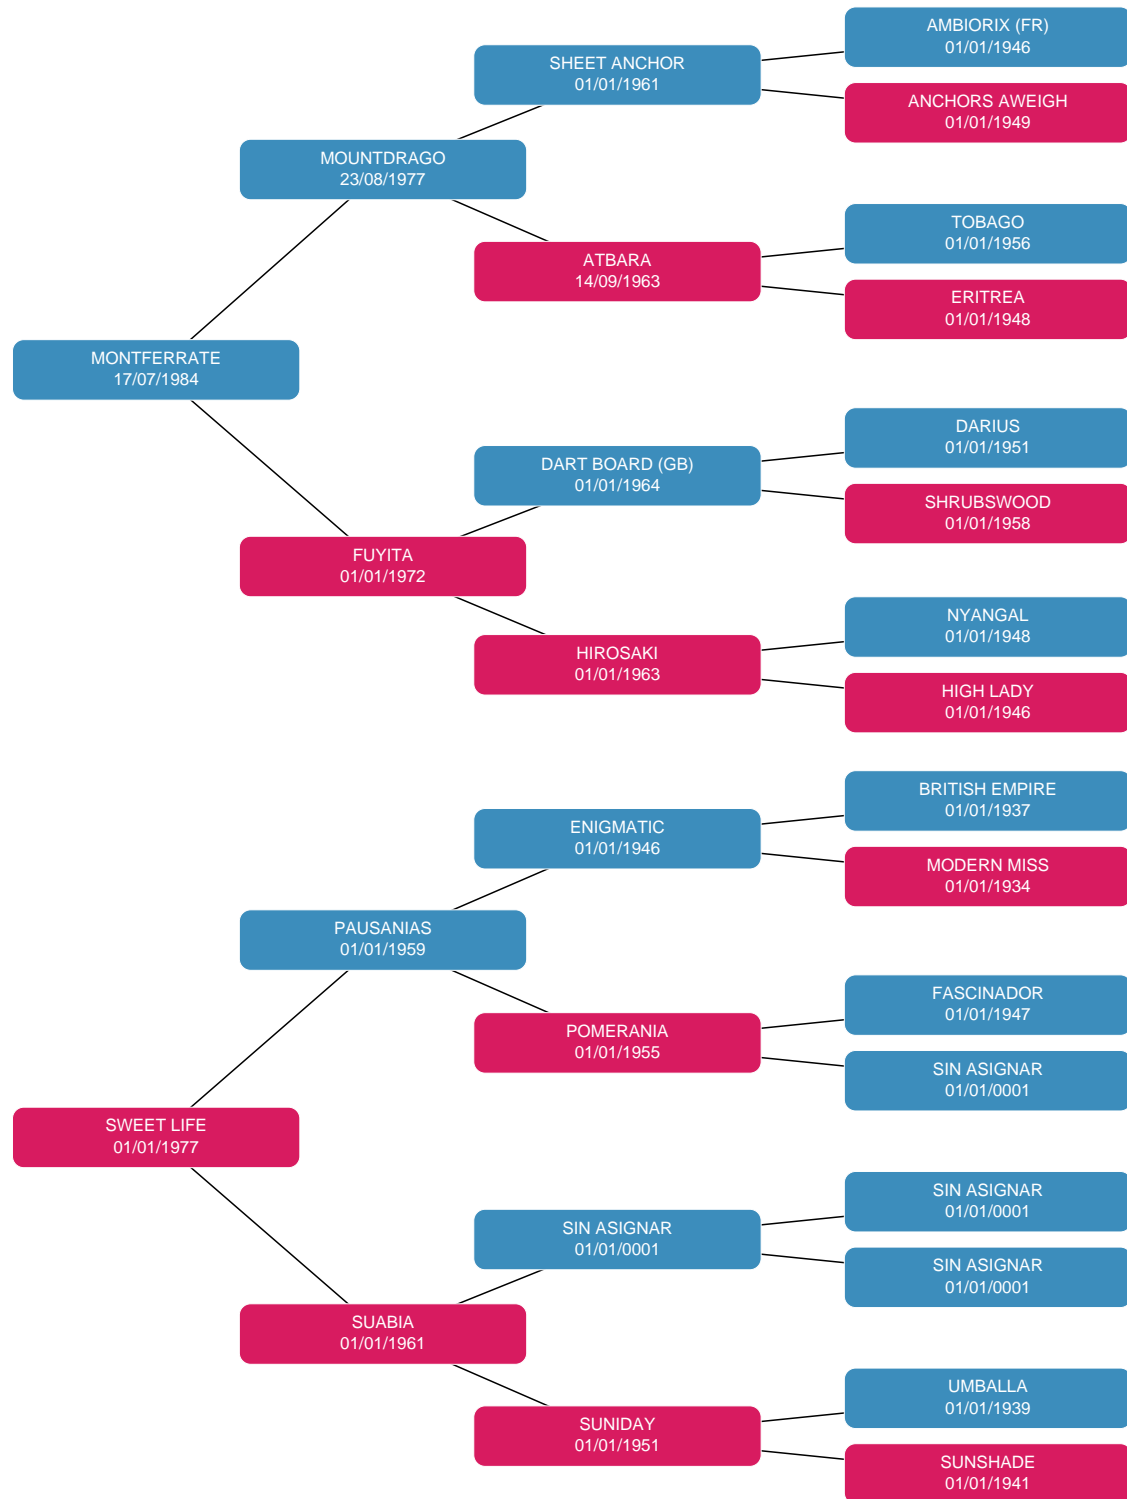 AMBIORIX (FR)
01/01/1946
SHEET ANCHOR
01/01/1961
ANCHORS AWEIGH
01/01/1949
MOUNTDRAGO
23/08/1977
TOBAGO
01/01/1956
ATBARA
14/09/1963
ERITREA
01/01/1948
MONTFERRATE
17/07/1984
DARIUS
01/01/1951
DART BOARD (GB)
01/01/1964
SHRUBSWOOD
01/01/1958
FUYITA
01/01/1972
NYANGAL
01/01/1948
HIROSAKI
01/01/1963
HIGH LADY
01/01/1946
BRITISH EMPIRE
01/01/1937
ENIGMATIC
01/01/1946
MODERN MISS
01/01/1934
PAUSANIAS
01/01/1959
FASCINADOR
01/01/1947
POMERANIA
01/01/1955
SIN ASIGNAR
01/01/0001
SWEET LIFE
01/01/1977
SIN ASIGNAR
01/01/0001
SIN ASIGNAR
01/01/0001
SIN ASIGNAR
01/01/0001
SUABIA
01/01/1961
UMBALLA
01/01/1939
SUNIDAY
01/01/1951
SUNSHADE
01/01/1941